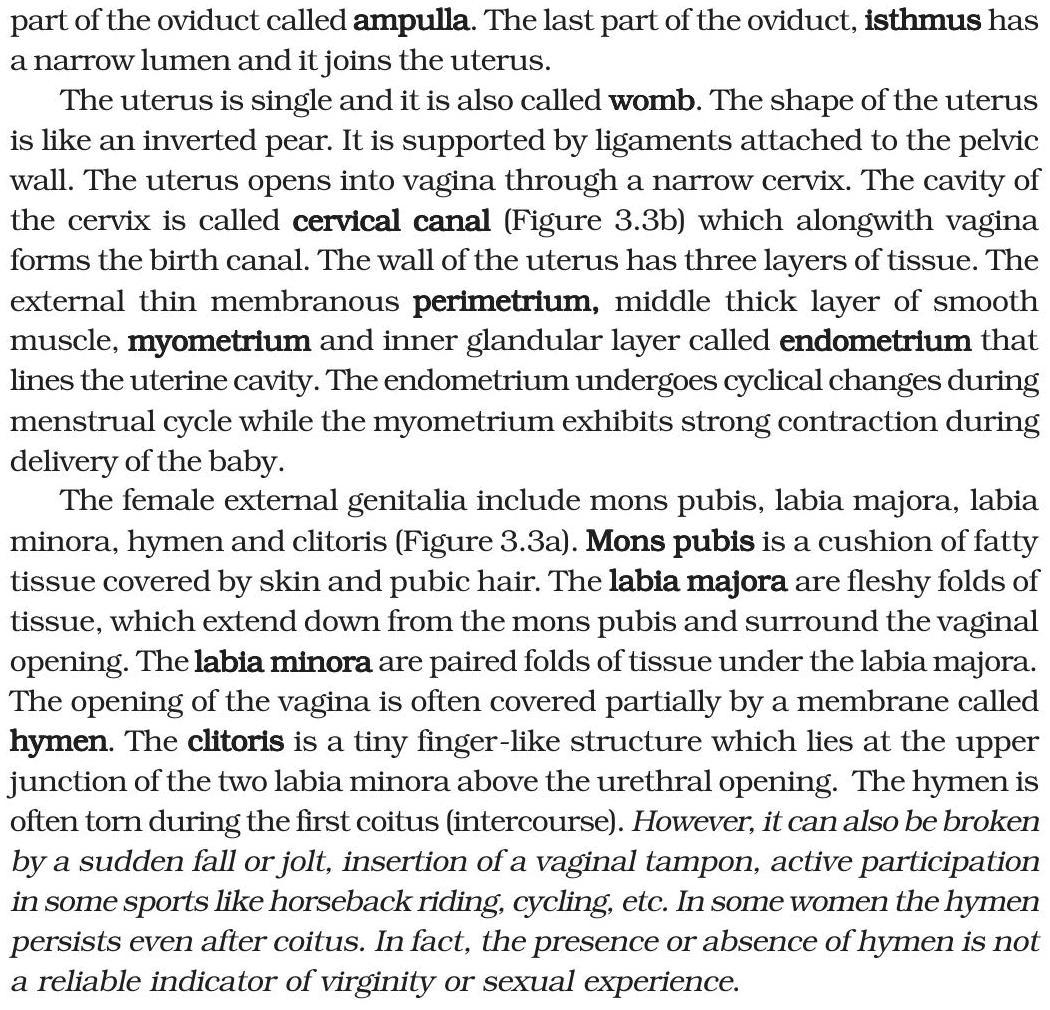 part of the oviduct called ampulla. The last part of the oviduct, isthmus has
a narrow lumen and it joins the uterus.
The uterus is single and it is also called womb. The shape of the uterus
is like an inverted pear. It is supported by ligaments attached to the pelvic
wall. The uterus opens into vagina through a narrow cervix. The cavity of
the cervix is called cervical canal (Figure 3.3b) which alongwith vagina
forms the birth canal. The wall of the uterus has three layers of tissue. The
external thin membranous perimetrium, middle thick layer of smooth
muscle, myometrium and inner glandular layer called endometrium that
lines the uterine cavity. The endometrium undergoes cyclical changes during
menstrual cycle while the myometrium exhibits strong contraction during
delivery of the baby.
The female external genitalia include mons pubis, labia majora, labia
minora, hymen and clitoris (Figure 3.3a). Mons pubis is a cushion of fatty
tissue covered by skin and pubic hair. The labia majora are fleshy folds of
tissue, which extend down from the mons pubis and surround the vaginal
opening. The labia minora are paired folds of tissue under the labia majora.
The opening of the vagina is often covered partially by a membrane called
hymen. The clitoris is a tiny finger-like structure which lies at the upper
junction of the two labia minora above the urethral opening. The hymen is
often torn during the first coitus (intercourse). However, it can also be broken
by a sudden fall or jolt, insertion of a vaginal tampon, active participation
in some sports like horseback riding, cycling, etc. In some women the hymen
persists even after coitus. In fact, the presence or absence of hymen is not
a reliable indicator of virginity or sexual experience.